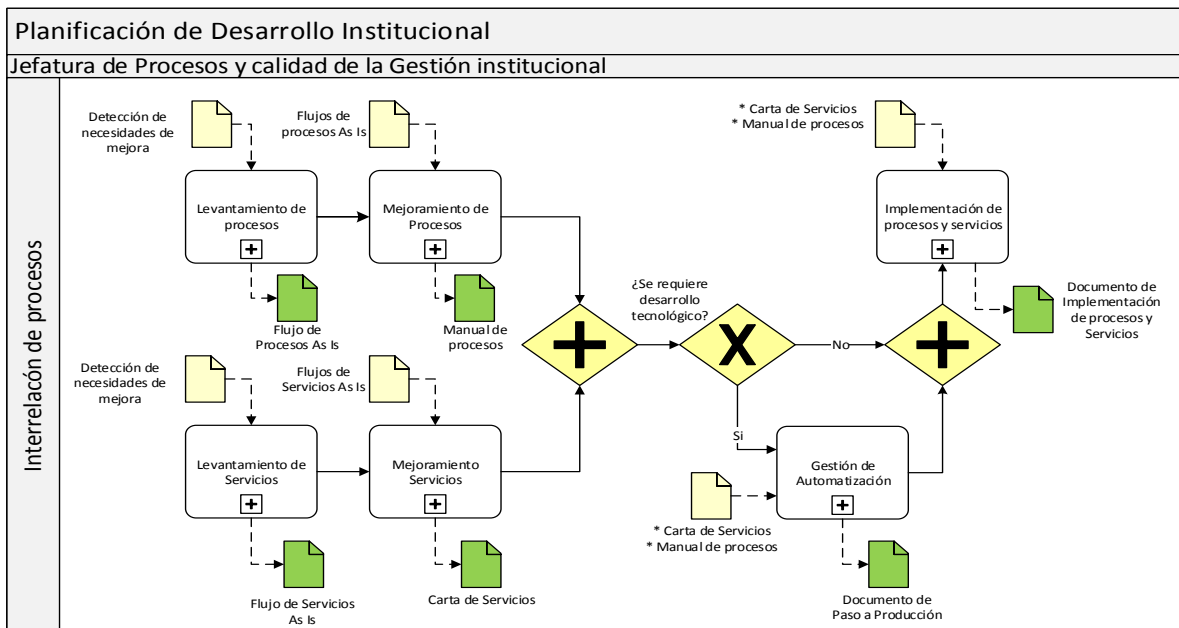 Planificación de Desarrollo Institucional
Jefatura de Procesos y calidad de la Gestión institucional
Interrelacón de procesos
Detección de
necesidades de
mejora
Flujos de
procesos As Is
* Carta de Servicios
* Manual de procesos
Levantamiento de
procesos
Mejoramiento de
Procesos
Implementación de
procesos y servicios
Flujo de
Procesos As Is
Manual de
procesos
¿Se requiere
desarrollo
tecnológico?
X
No
Documento de
Implementación
de procesos y
Servicios
Detección de
necesidades de
mejora
Flujos de
Servicios As Is
Si
Levantamiento de
Servicios
Mejoramiento
Servicios
Gestión de
Automatización
* Carta de Servicios
* Manual de procesos
Flujo de Servicios
As Is
Carta de Servicios
Documento de
Paso a Producción